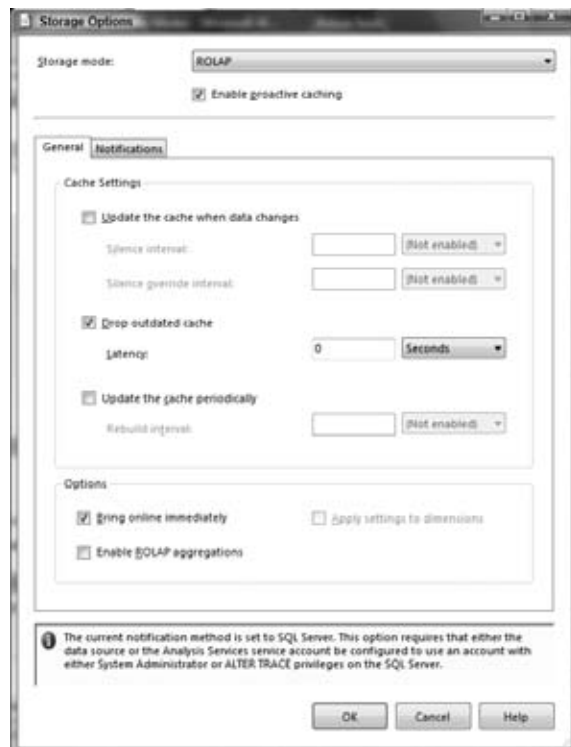 Storage Options
Storage mode: ROLAP
Enable proactive caching
General Notifications
Cache Settings
Update the cache when data changes
Silence interval: (Not enabled)
Silence override interval: (Not enabled)
Drop outdated cache
Latency: 0 Seconds
Update the cache periodically
Rebuild interval: (Not enabled)
Options
Bring online immediately Apply settings to dimensions
Enable ROLAP aggregations
The current notification method is set to SQL Server. This option requires that either the
data source or the Analysis Services service account be configured to use an account with
either System Administrator or ALTER TRACE privileges on the SQL Server.
OK Cancel Help